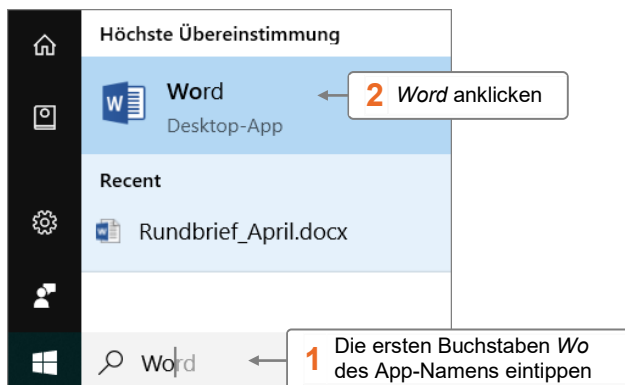 Höchste Übereinstimmung
Word
Desktop-App
2 Word anklicken
Recent
Rundbrief_April.docx
Word
1 Die ersten Buchstaben Wo
des App-Namens eintippen